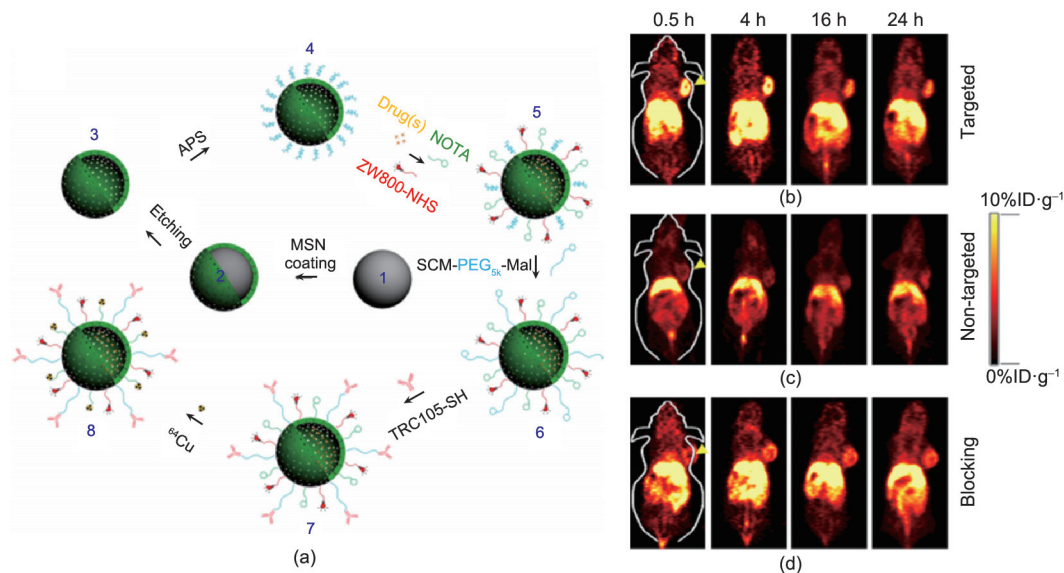 4
Drug(s)
NOTA
ZW800-NHS
5
3
APS
Etching
MSN
coating
2
1
SCM-PEG5k-Mal
8
64Cu
7
TRC105-SH
6
(a)
0.5 h
4 h
16 h
24 h
Targeted
(b)
10%ID·g⁻¹
Non-targeted
0%ID·g⁻¹
(c)
Blocking
(d)